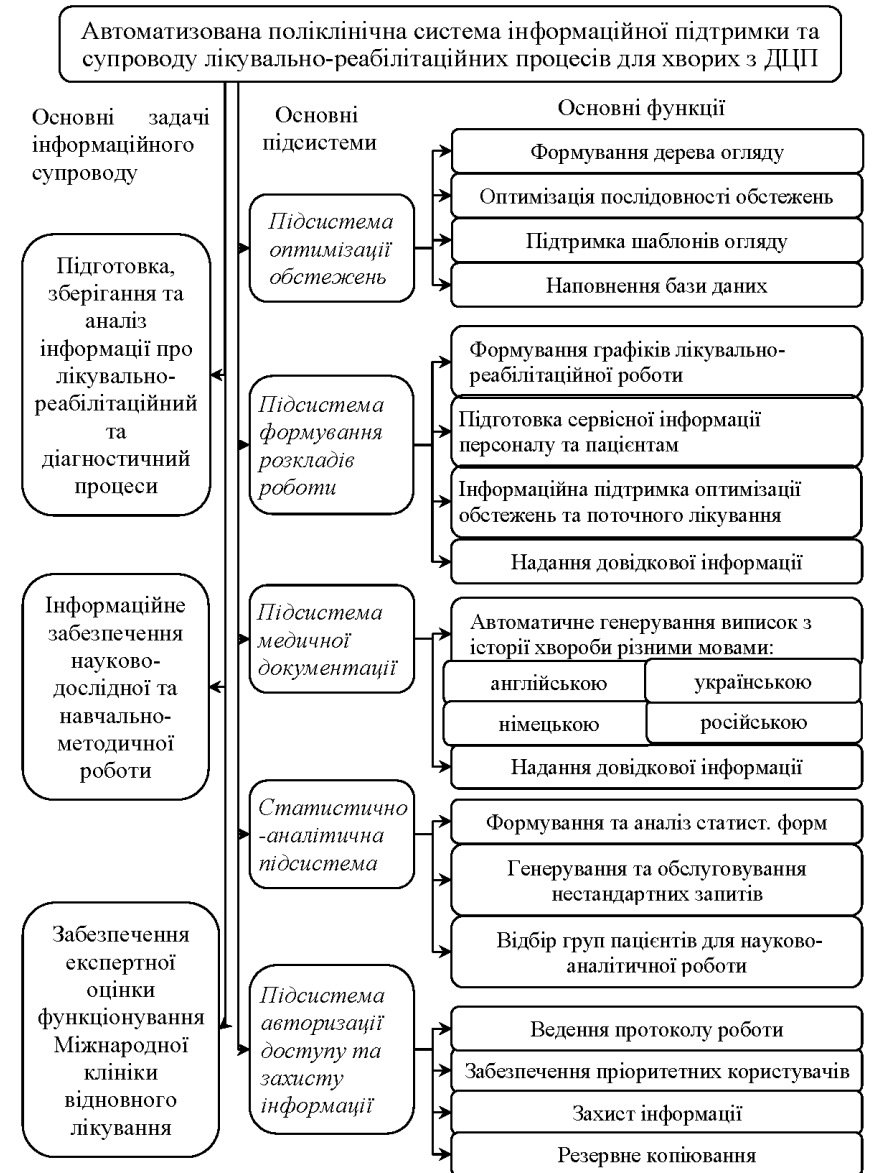 Автоматизована поліклінічна система інформаційної підтримки та
супроводу лікувально-реабілітаційних процесів для хворих з ДЦП
Основні задачі
інформаційного
супроводу
Підготовка,
зберігання та
аналіз
інформації про
лікувально-
реабілітаційний
та
діагностичний
процеси
Інформаційне
забезпечення
науково-
дослідної та
навчально-
методичної
роботи
Забезпечення
експертної
оцінки
функціонування
Міжнародної
клініки
відновного
лікування
Основні
підсистеми
Основні функції
Підсистема
оптимізації
обстежень
Формування дерева огляду
Оптимізація послідовності обстежень
Підтримка шаблонів огляду
Наповнення бази даних
Підсистема
формування
розкладів
роботи
Формування графіків лікувально-
реабілітаційної роботи
Підготовка сервісної інформації
персоналу та пацієнтам
Інформаційна підтримка оптимізації
обстежень та поточного лікування
Надання довідкової інформації
Підсистема
медичної
документації
Автоматичне генерування виписок з
історії хвороби різними мовами:
англійською
українською
німецькою
російською
Надання довідкової інформації
Статистично
-аналітична
підсистема
Формування та аналіз статист. форм
Генерування та обслуговування
нестандартних запитів
Відбір груп пацієнтів для науково-
аналітичної роботи
Підсистема
авторизації
доступу та
захисту
інформації
Ведення протоколу роботи
Забезпечення пріоритетних користувачів
Захист інформації
Резервне копіювання